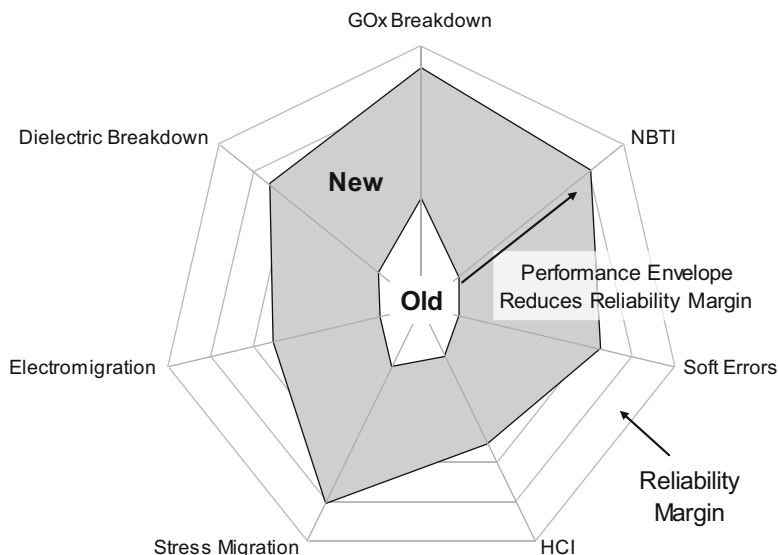 GOx Breakdown
Dielectric Breakdown
NBTI
New
Performance Envelope
Reduces Reliability Margin
Old
Electromigration
Soft Errors
Reliability
Margin
Stress Migration
HCI